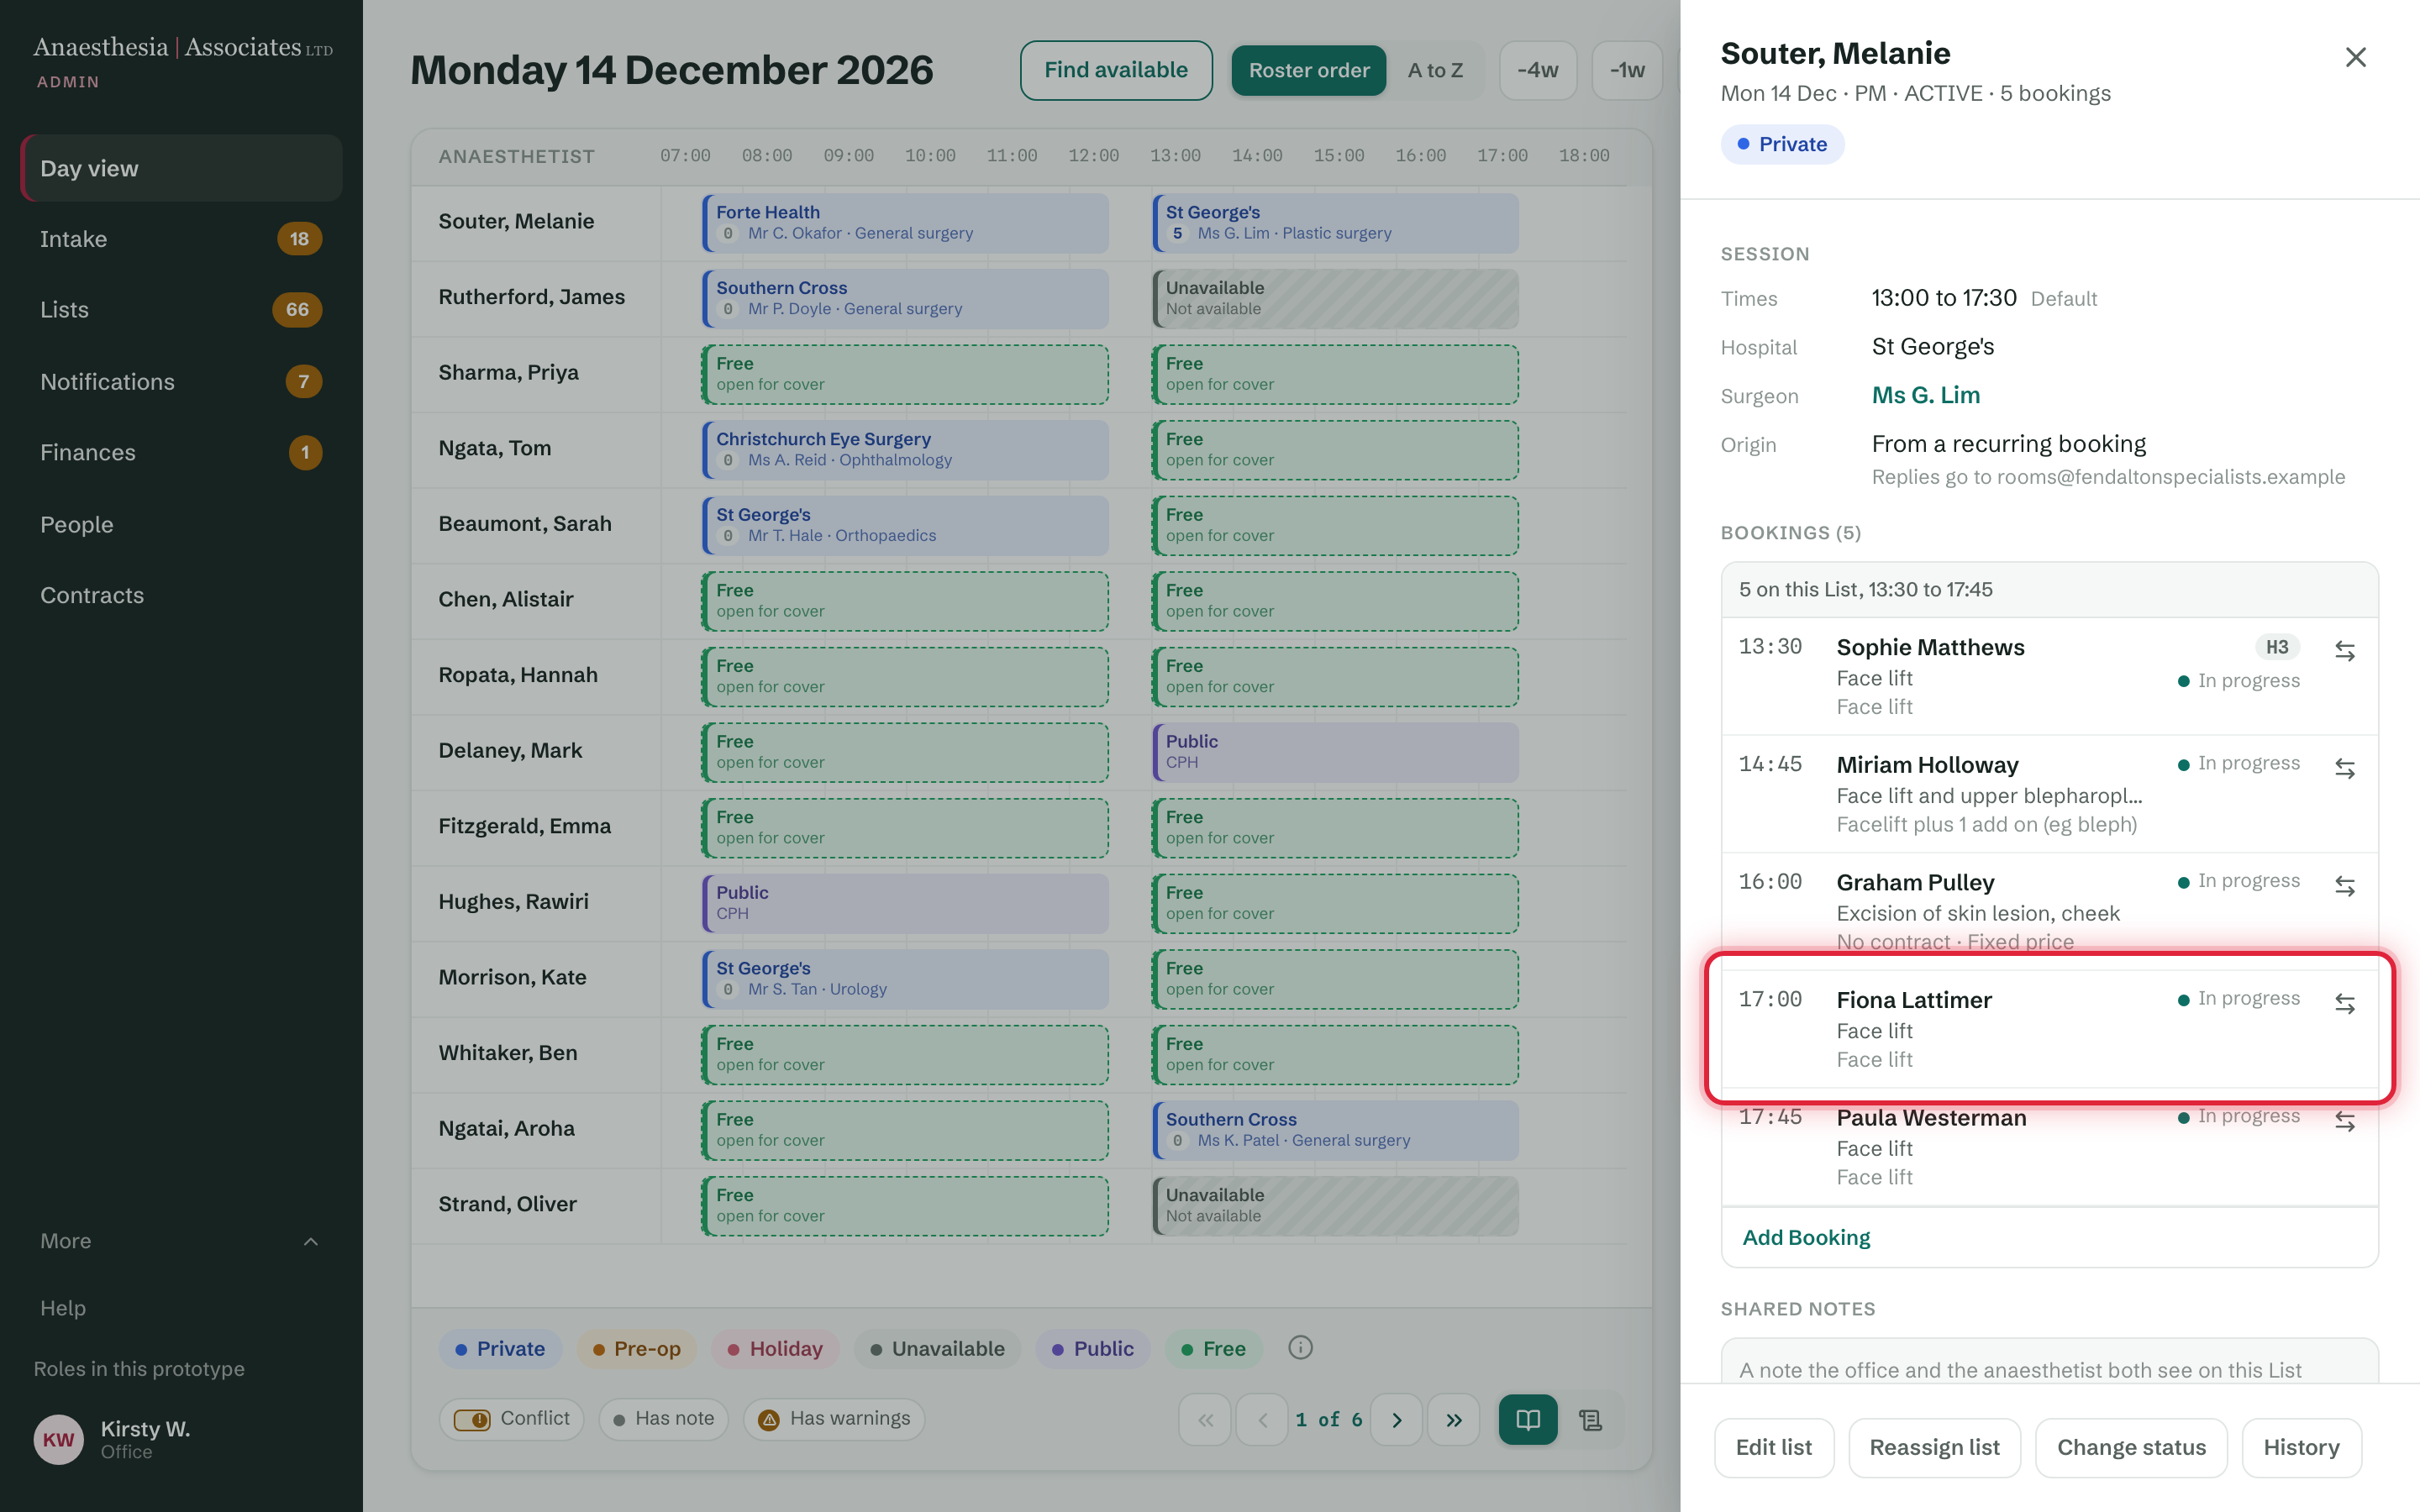 Anaesthesia | Associates LTD
ADMIN
Day view
Intake 18
Lists 66
Notifications 7
Finances 1
People
Contracts
More
Help
Roles in this prototype
KW
Kirsty W.
Office
Monday 14 December 2026
Find available
Roster order
A to Z
-4w
-1w
ANAESTHETIST 07:00 08:00 09:00 10:00 11:00 12:00 13:00 14:00 15:00 16:00 17:00 18:00
Souter, Melanie
Forte Health
0 Mr C. Okafor · General surgery
St George's
5 Ms G. Lim · Plastic surgery
Rutherford, James
Southern Cross
0 Mr P. Doyle · General surgery
Unavailable
Not available
Sharma, Priya
Free
open for cover
Free
open for cover
Ngata, Tom
Christchurch Eye Surgery
0 Ms A. Reid · Ophthalmology
Free
open for cover
Beaumont, Sarah
St George's
0 Mr T. Hale · Orthopaedics
Free
open for cover
Chen, Alistair
Free
open for cover
Free
open for cover
Ropata, Hannah
Free
open for cover
Free
open for cover
Delaney, Mark
Free
open for cover
Public
CPH
Fitzgerald, Emma
Free
open for cover
Free
open for cover
Hughes, Rawiri
Public
CPH
Free
open for cover
Morrison, Kate
St George's
0 Mr S. Tan · Urology
Free
open for cover
Whitaker, Ben
Free
open for cover
Free
open for cover
Ngatai, Aroha
Free
open for cover
Southern Cross
0 Ms K. Patel · General surgery
Strand, Oliver
Free
open for cover
Unavailable
Not available
Private
Pre-op
Holiday
Unavailable
Public
Free
Conflict
Has note
Has warnings
1 of 6
Souter, Melanie
Mon 14 Dec · PM · ACTIVE · 5 bookings
Private
SESSION
Times 13:00 to 17:30 Default
Hospital St George's
Surgeon Ms G. Lim
Origin From a recurring booking
Replies go to rooms@fendaltonspecialists.example
BOOKINGS (5)
5 on this List, 13:30 to 17:45
13:30 Sophie Matthews H3
Face lift In progress
Face lift
14:45 Miriam Holloway In progress
Face lift and upper blepharopl...
Facelift plus 1 add on (eg bleph)
16:00 Graham Pulley In progress
Excision of skin lesion, cheek
No contract · Fixed price
17:00 Fiona Lattimer In progress
Face lift
Face lift
17:45 Paula Westerman In progress
Face lift
Face lift
Add Booking
SHARED NOTES
A note the office and the anaesthetist both see on this List
Edit list
Reassign list
Change status
History